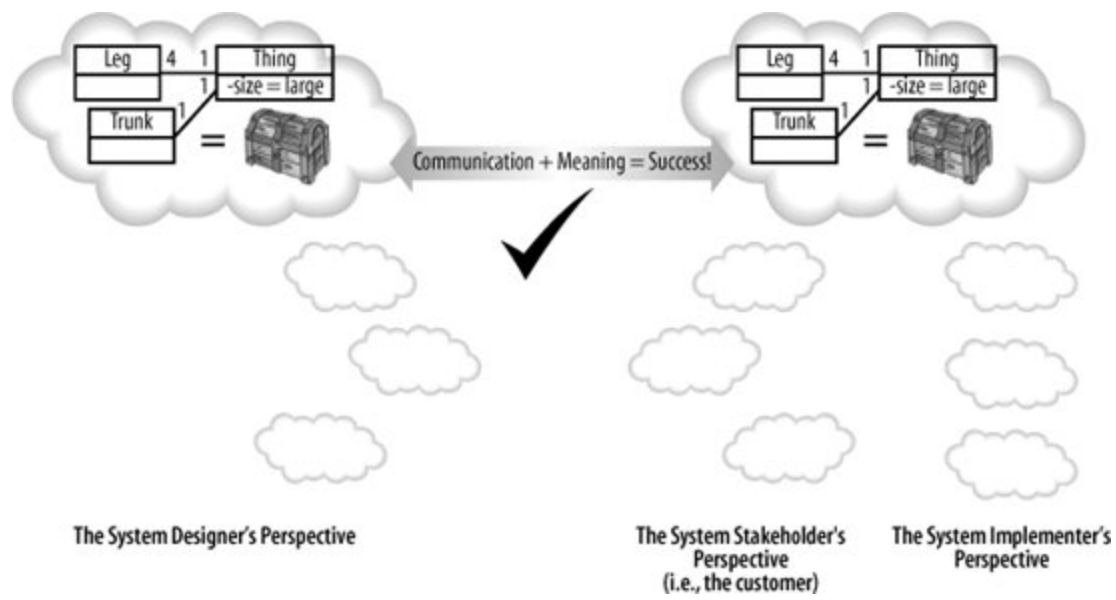 Leg 4 1 Thing
1 -size = large
Trunk 1
=
Leg 4 1 Thing
1 -size = large
Trunk 1
=
Communication + Meaning = Success!
The System Designer's Perspective
The System Stakeholder's
Perspective
(i.e., the customer)
The System Implementer's
Perspective